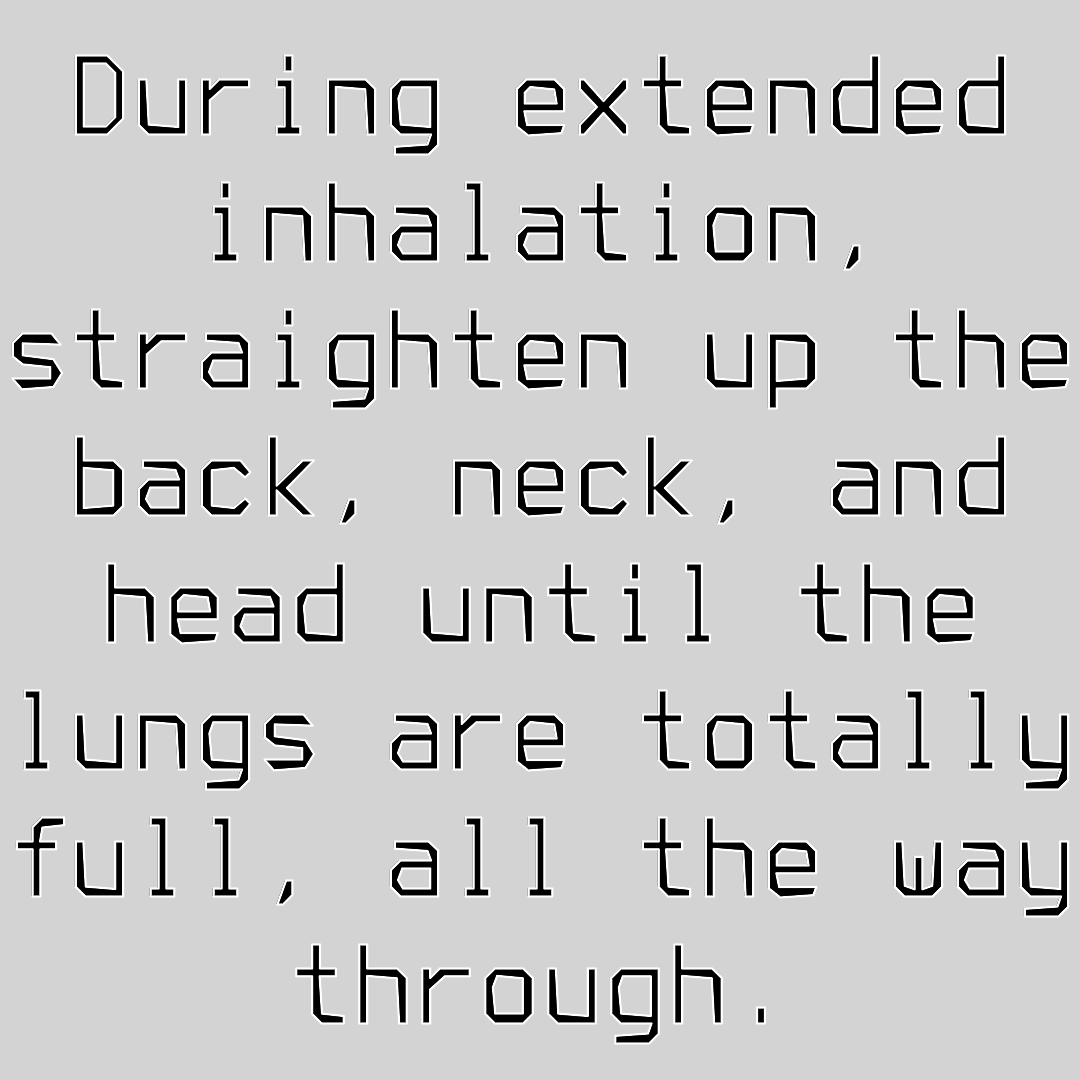 During extended
inhalation,
straighten up the
back, neck, and
head until the
lungs are totally
full, all the way
through.